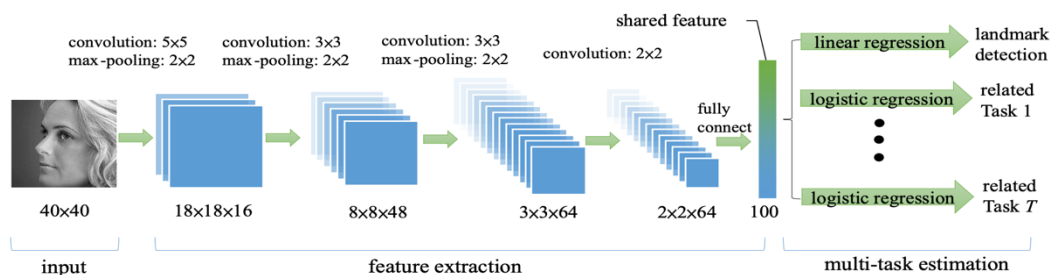 shared feature
convolution: 5×5
max-pooling: 2×2
convolution: 3×3
max-pooling: 2×2
convolution: 3×3
max-pooling: 2×2
convolution: 2×2
fully
connect
linear regression
landmark
detection
logistic regression
related
Task 1
logistic regression
related
Task T
40×40
18×18×16
8×8×48
3×3×64
2×2×64
100
input
feature extraction
multi-task estimation